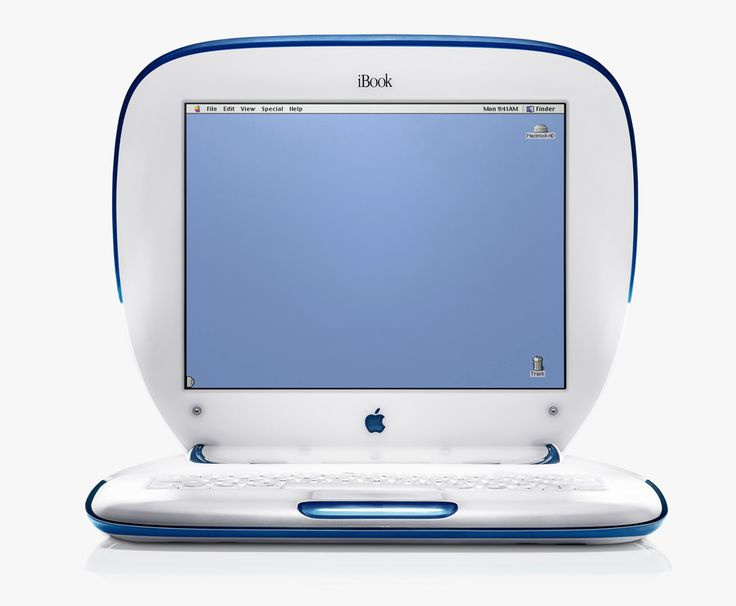 iBook
File Edit View Special Help Mon 9:41AM Finder
Macintosh HD
Trash